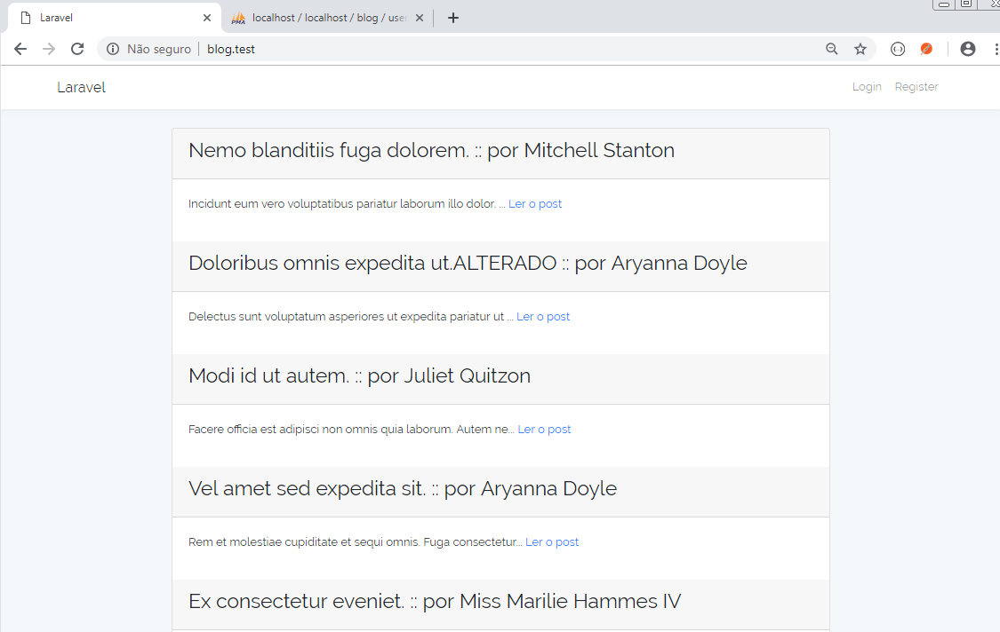 Laravel
PMA localhost / localhost / blog / user
Não seguro blog.test
Laravel Login Register
Nemo blanditiis fuga dolorem. :: por Mitchell Stanton
Incidunt eum vero voluptatibus pariatur laborum illo dolor. ... Ler o post
Doloribus omnis expedita ut.ALTERADO :: por Aryanna Doyle
Delectus sunt voluptatum asperiores ut expedita pariatur ut ... Ler o post
Modi id ut autem. :: por Juliet Quitzon
Facere officia est adipisci non omnis quia laborum. Autem ne... Ler o post
Vel amet sed expedita sit. :: por Aryanna Doyle
Rem et molestiae cupiditate et sequi omnis. Fuga consectetur... Ler o post
Ex consectetur eveniet. :: por Miss Marilie Hammes IV